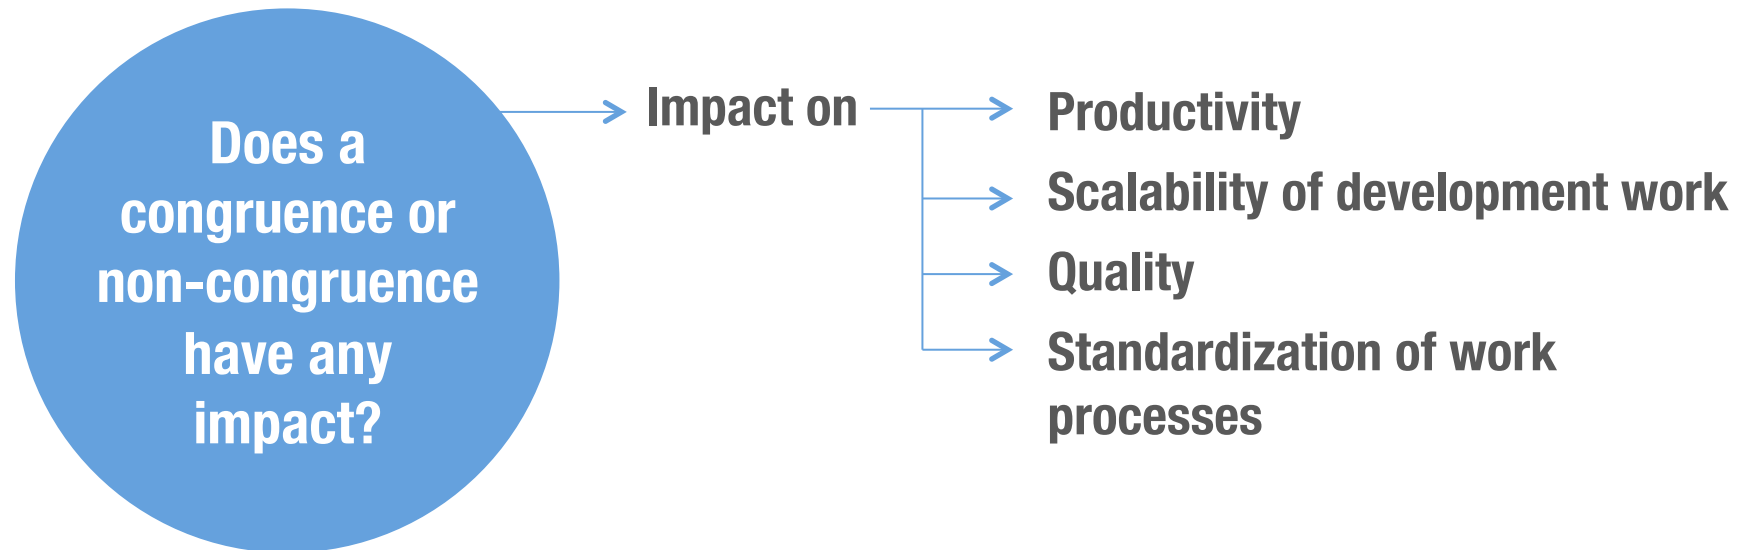 Does a
congruence or
non-congruence
have any
impact?
Impact on
Productivity
Scalability of development work
Quality
Standardization of work
processes